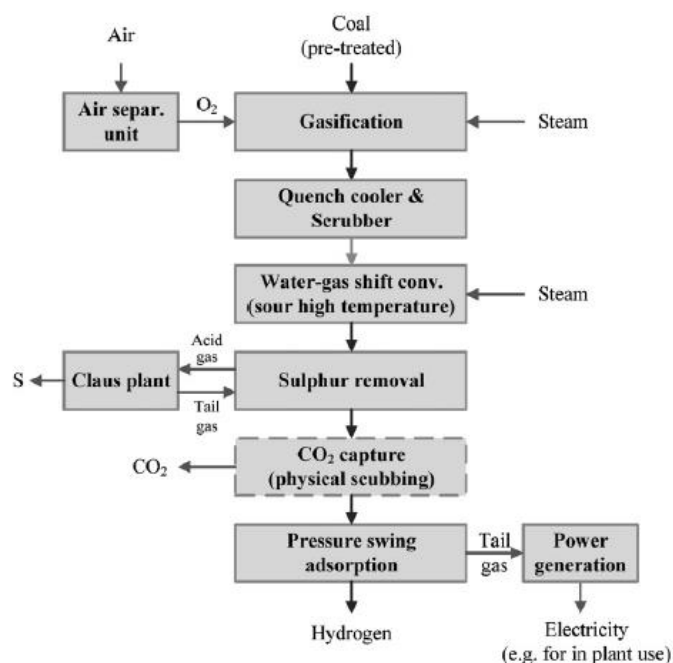 Air
Coal
(pre-treated)
Air separ.
unit
O₂
Gasification
Steam
Quench cooler &
Scrubber
Water-gas shift conv.
(sour high temperature)
Steam
S
Claus plant
Acid
gas
Tail
gas
Sulphur removal
CO₂
CO₂ capture
(physical scubbing)
Pressure swing
adsorption
Tail
gas
Power
generation
Hydrogen
Electricity
(e.g. for in plant use)